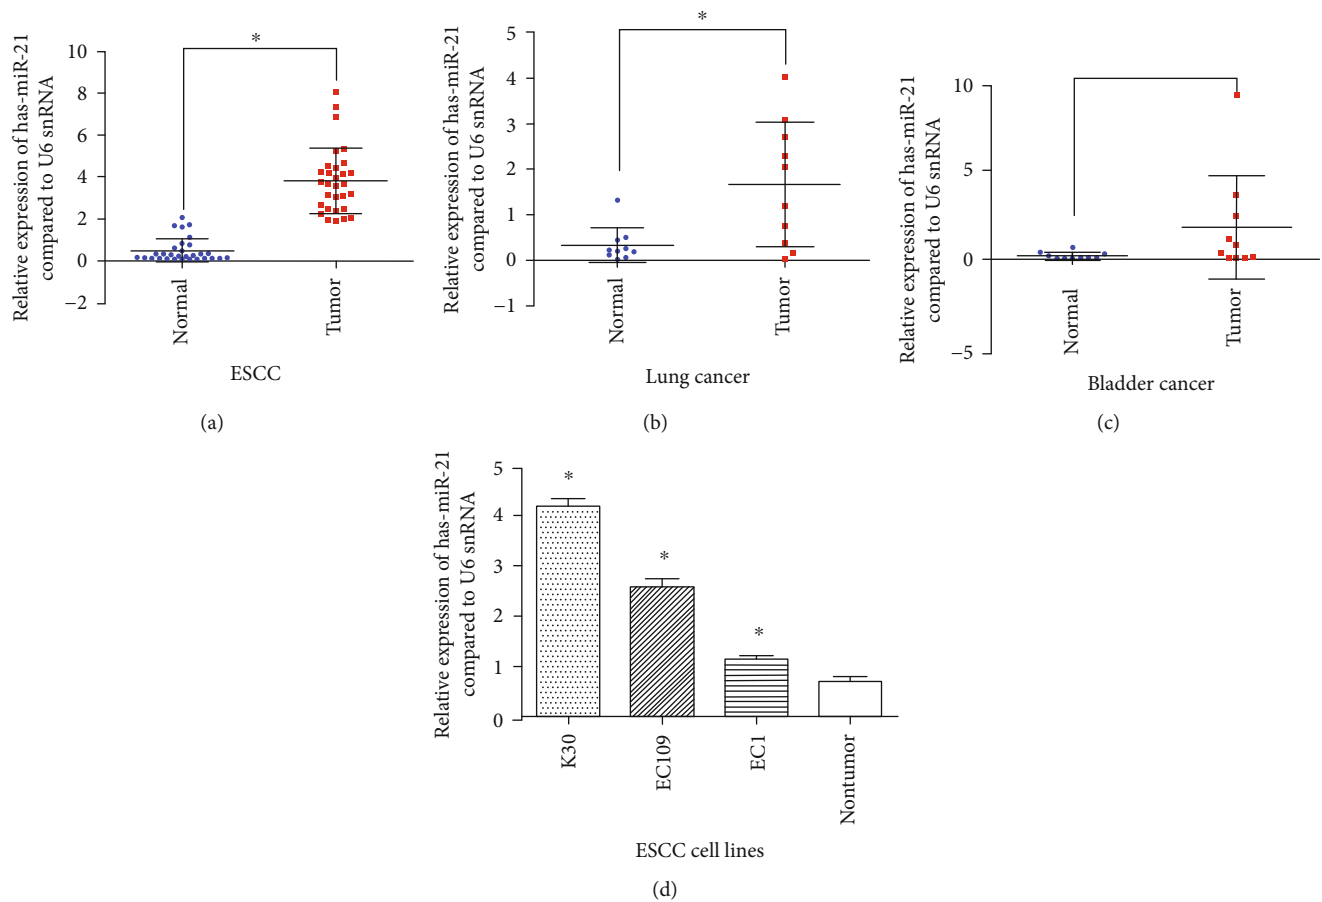 Relative expression of has-miR-21
compared to U6 snRNA
10
8
6
4
2
0
−2
*
Normal
Tumor
ESCC
(a)
Relative expression of has-miR-21
compared to U6 snRNA
5
4
3
2
1
0
−1
*
Normal
Tumor
Lung cancer
(b)
Relative expression of has-miR-21
compared to U6 snRNA
10
5
0
−5
Normal
Tumor
Bladder cancer
(c)
Relative expression of has-miR-21
compared to U6 snRNA
5
4
3
2
1
0
*
*
*
K30
EC109
EC1
Nontumor
ESCC cell lines
(d)